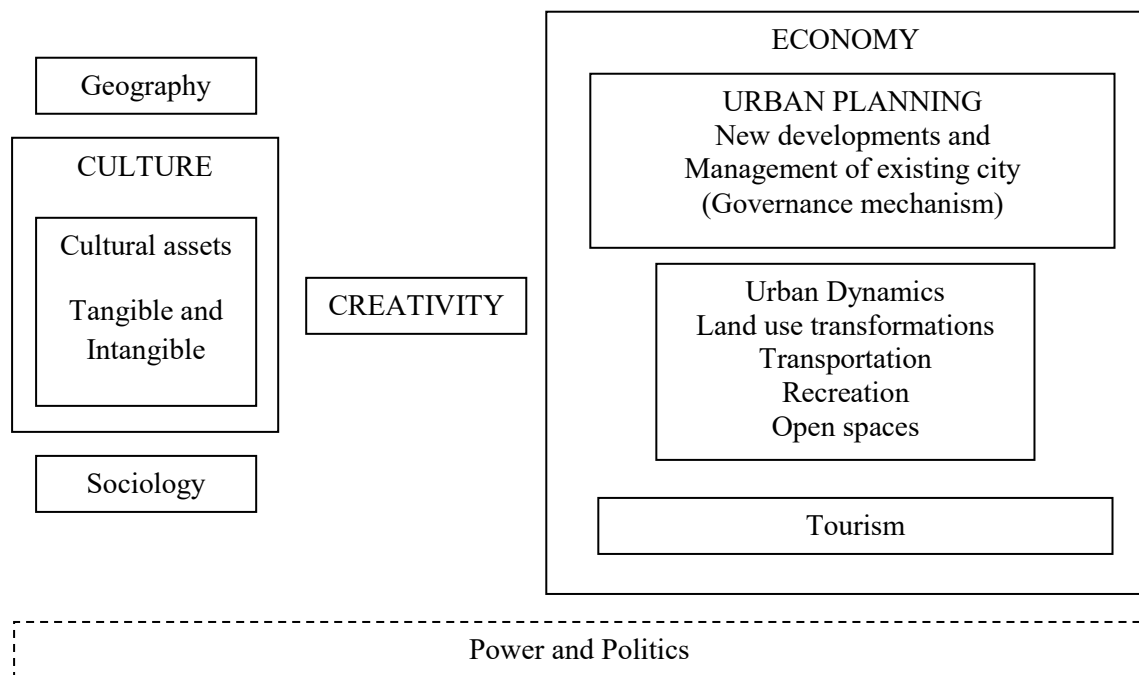 Geography
CULTURE
Cultural assets
Tangible and
Intangible
Sociology
CREATIVITY
ECONOMY
URBAN PLANNING
New developments and
Management of existing city
(Governance mechanism)
Urban Dynamics
Land use transformations
Transportation
Recreation
Open spaces
Tourism
Power and Politics